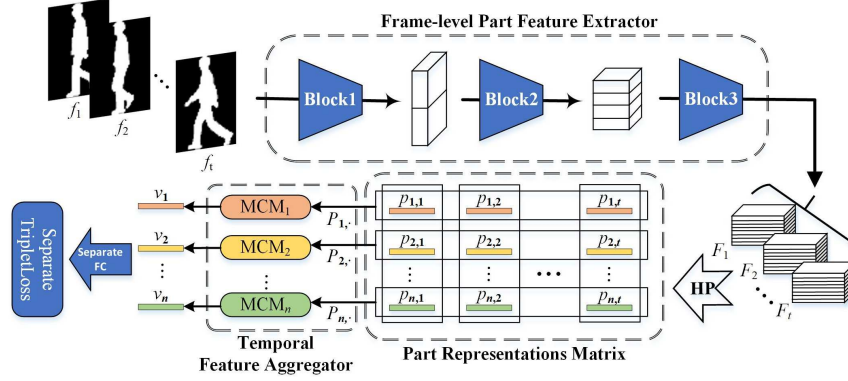 Frame-level Part Feature Extractor
f1
f2
ft
Block1
Block2
Block3
F1
F2
Ft
HP
p1,1
p1,2
p1,t
p2,1
p2,2
p2,t
pn,1
pn,2
pn,t
Part Representations Matrix
P1,.
P2,.
Pn,.
MCM1
MCM2
MCMn
Temporal
Feature Aggregator
v1
v2
vn
Separate
FC
Separate
TripletLoss